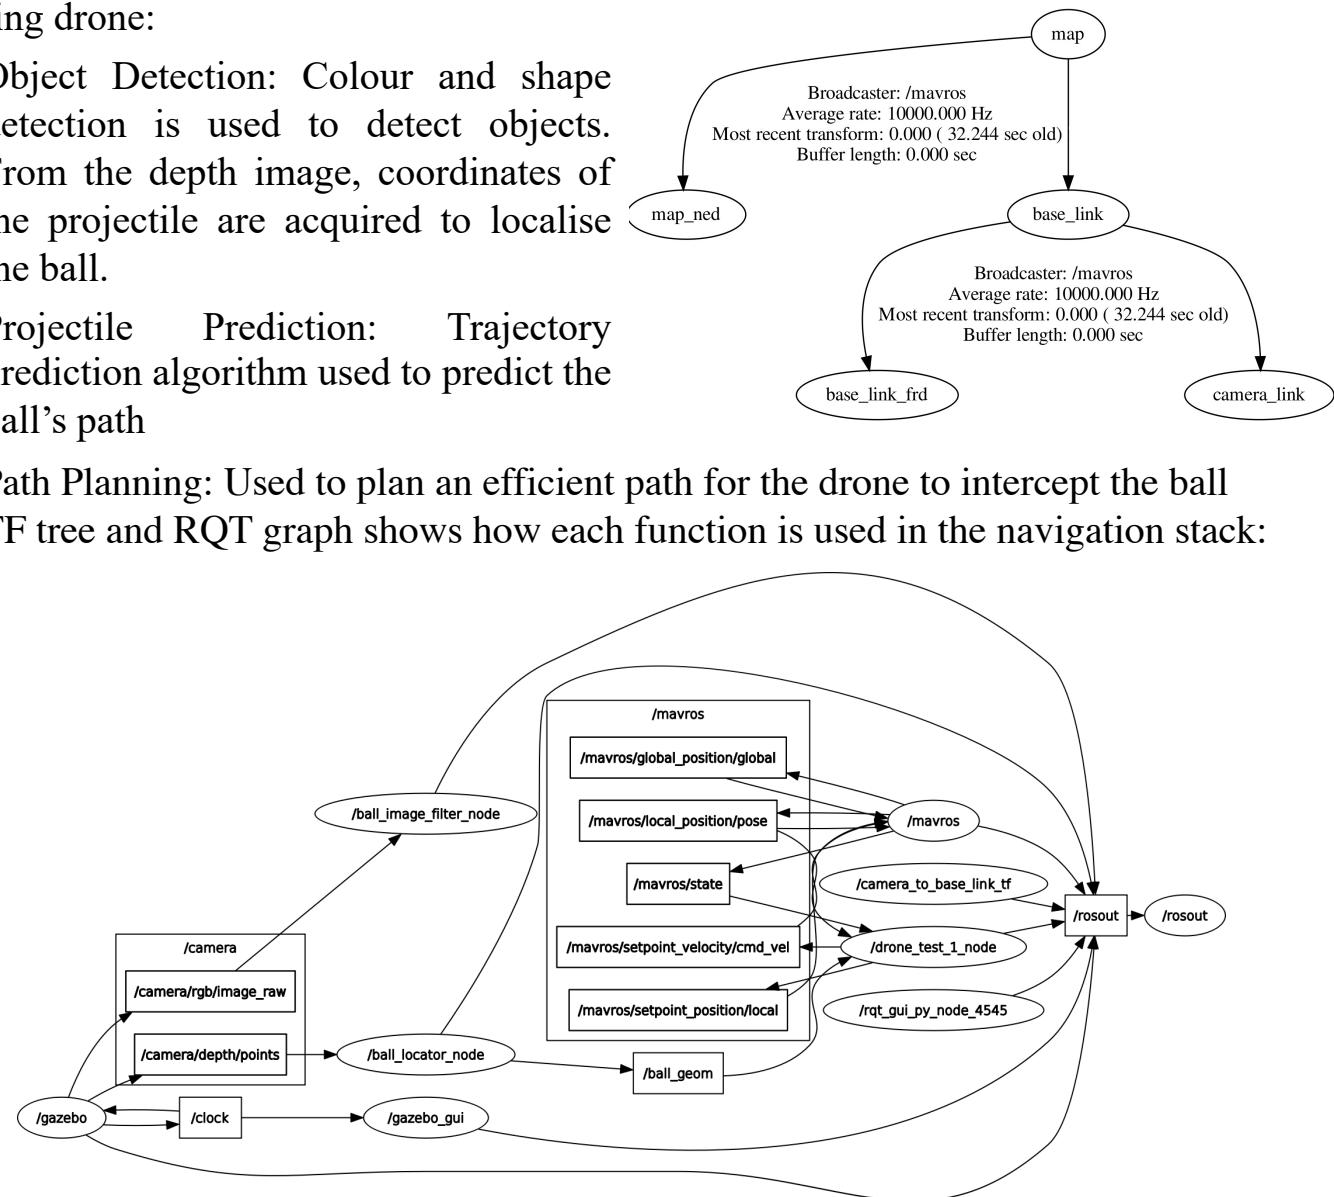 ing drone:
Object Detection: Colour and shape
etection is used to detect objects.
rom the depth image, coordinates of
he projectile are acquired to localise
he ball.
Projectile Prediction: Trajectory
rediction algorithm used to predict the
all's path
Path Planning: Used to plan an efficient path for the drone to intercept the ball
TF tree and RQT graph shows how each function is used in the navigation stack:
map
Broadcaster: /mavros
Average rate: 10000.000 Hz
Most recent transform: 0.000 ( 32.244 sec old)
Buffer length: 0.000 sec
map_ned
base_link
Broadcaster: /mavros
Average rate: 10000.000 Hz
Most recent transform: 0.000 ( 32.244 sec old)
Buffer length: 0.000 sec
base_link_frd
camera_link
/mavros
/mavros/global_position/global
/ball_image_filter_node
/mavros/local_position/pose
/mavros
/mavros/state
/camera_to_base_link_tf
/rosout
/rosout
/camera
/mavros/setpoint_velocity/cmd_vel
/drone_test_1_node
/camera/rgb/image_raw
/mavros/setpoint_position/local
/rqt_gui_py_node_4545
/camera/depth/points
/ball_locator_node
/ball_geom
/gazebo
/clock
/gazebo_gui